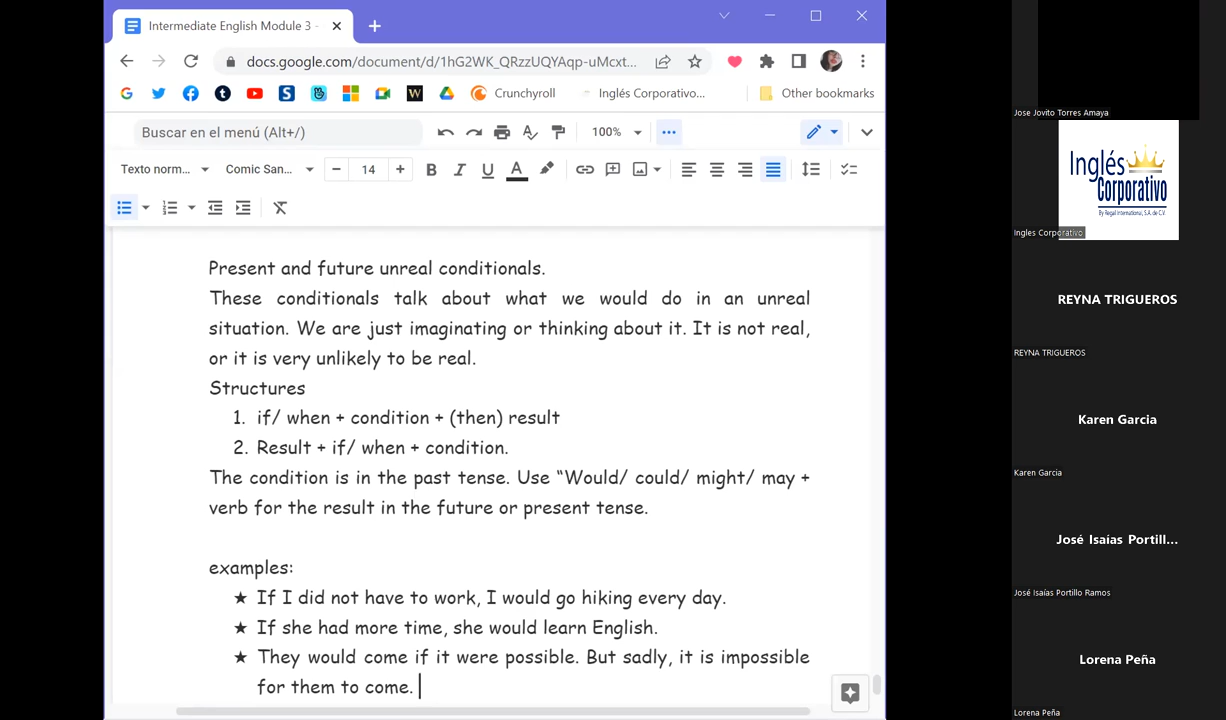 Intermediate English Module 3 -
docs.google.com/document/d/1hG2WK_QRzzUQYAqp-uMcxt...
Crunchyroll
Inglés Corporativo...
Other bookmarks
Buscar en el menú (Alt+/)
100%
Texto norm...
Comic San...
14
Present and future unreal conditionals.
These conditionals talk about what we would do in an unreal
situation. We are just imaginating or thinking about it. It is not real,
or it is very unlikely to be real.
Structures
1. if/ when + condition + (then) result
2. Result + if/ when + condition.
The condition is in the past tense. Use “Would/ could/ might/ may +
verb for the result in the future or present tense.
examples:
★ If I did not have to work, I would go hiking every day.
★ If she had more time, she would learn English.
★ They would come if it were possible. But sadly, it is impossible
for them to come.
Jose Jovito Torres Amaya
Inglés
Corporativo
By Regal International, S.A. de C.V.
Ingles Corporativo
REYNA TRIGUEROS
REYNA TRIGUEROS
Karen Garcia
Karen Garcia
José Isaías Portill...
José Isaías Portillo Ramos
Lorena Peña
Lorena Peña